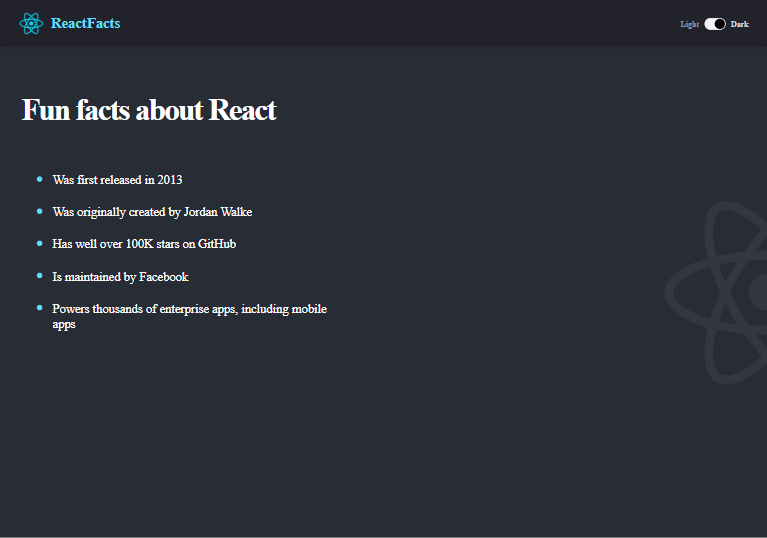 ReactFacts
Light Dark
Fun facts about React
Was first released in 2013
Was originally created by Jordan Walke
Has well over 100K stars on GitHub
Is maintained by Facebook
Powers thousands of enterprise apps, including mobile
apps